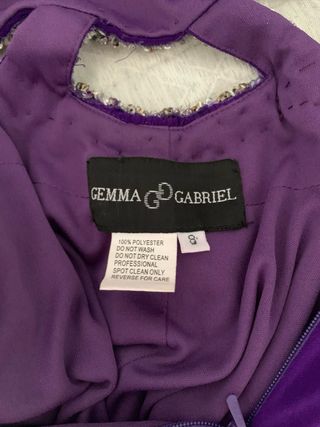 GEMMA GG GABRIEL
100% POLYESTER
DO NOT WASH
DO NOT DRY CLEAN
PROFESSIONAL
SPOT CLEAN ONLY
REVERSE FOR CARE
8